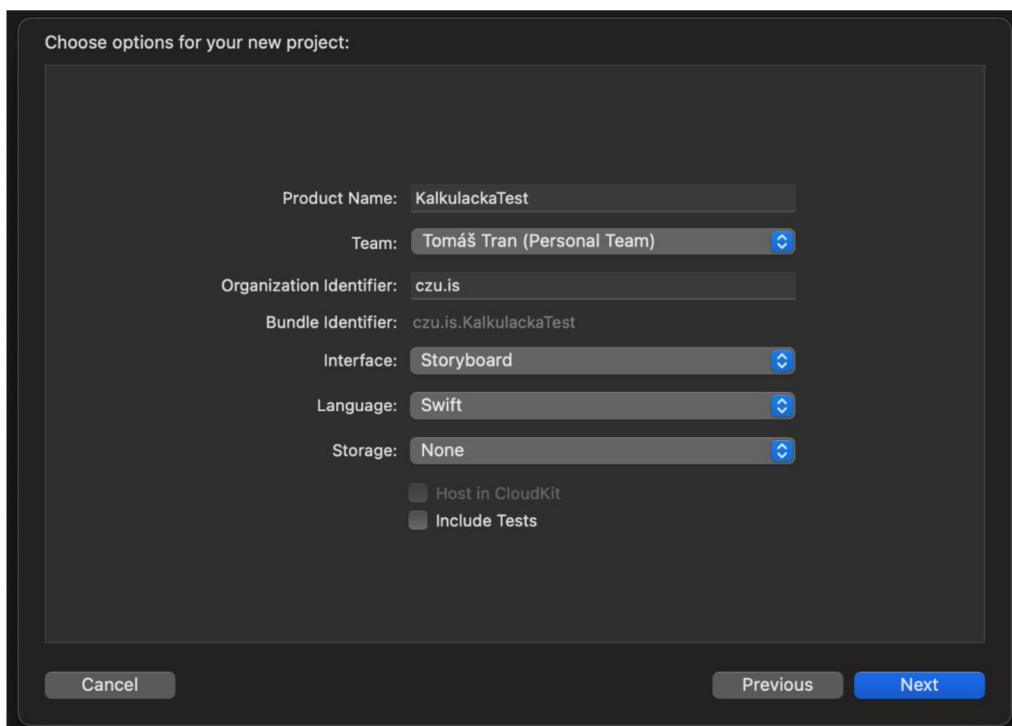 Choose options for your new project:
Product Name: KalkulackaTest
Team: Tomáš Tran (Personal Team)
Organization Identifier: czu.is
Bundle Identifier: czu.is.KalkulackaTest
Interface: Storyboard
Language: Swift
Storage: None
Host in CloudKit
Include Tests
Cancel Previous Next